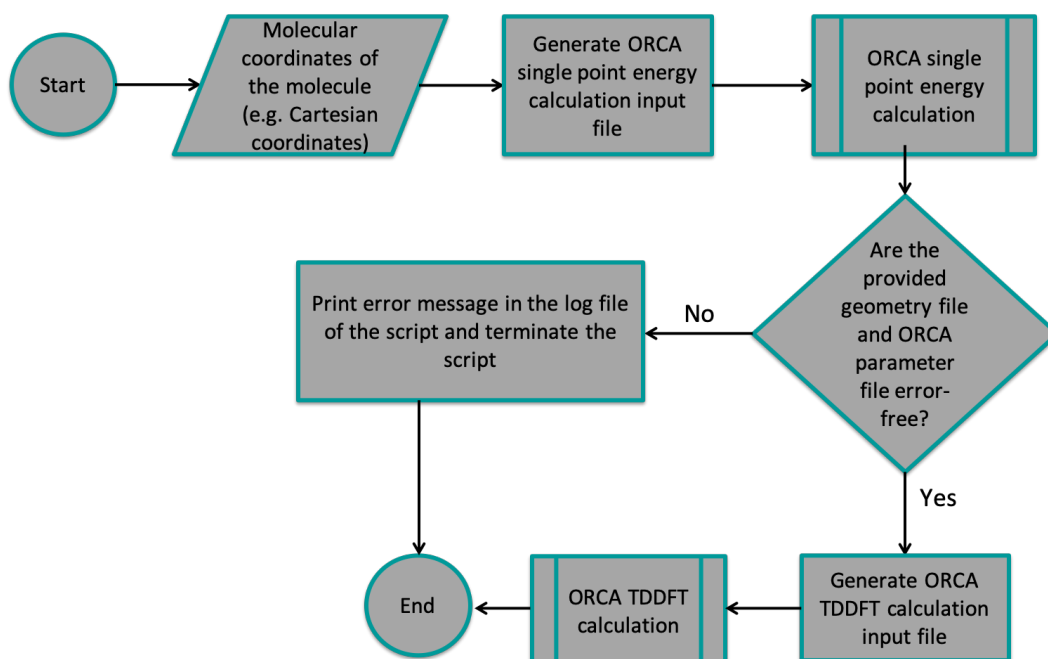 Start
Molecular
coordinates of
the molecule
(e.g. Cartesian
coordinates)
Generate ORCA
single point energy
calculation input
file
ORCA single
point energy
calculation
Are the
provided
geometry file
and ORCA
parameter
file error-
free?
No
Print error message in the log file
of the script and terminate the
script
Yes
Generate ORCA
TDDFT calculation
input file
ORCA TDDFT
calculation
End